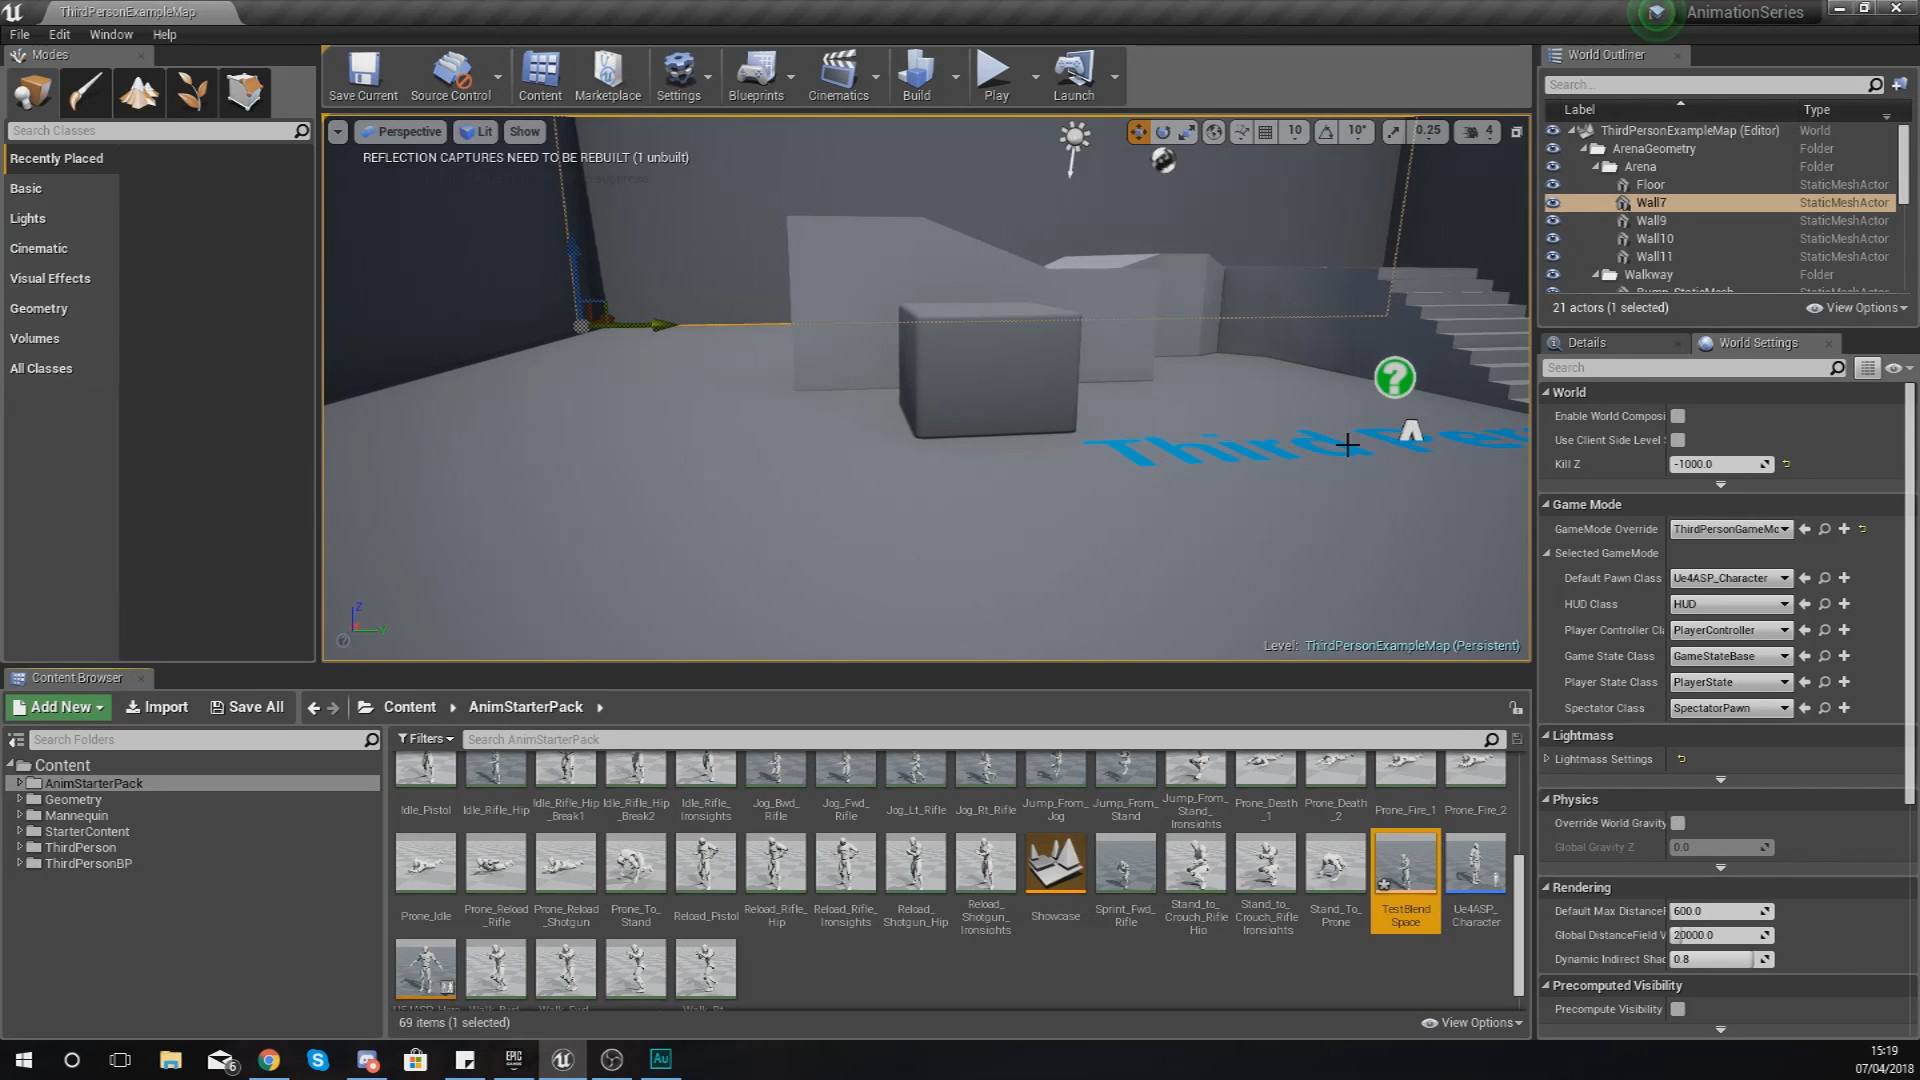 ThirdPersonExampleMap
AnimationSeries
File Edit Window Help
Modes
Search Classes
Recently Placed
Basic
Lights
Cinematic
Visual Effects
Geometry
Volumes
All Classes
Save Current
Source Control
Content
Marketplace
Settings
Blueprints
Cinematics
Build
Play
Launch
Perspective Lit Show
10 10° 0.25 4
REFLECTION CAPTURES NEED TO BE REBUILT (1 unbuilt)
Third Per
Level: ThirdPersonExampleMap (Persistent)
World Outliner
Search...
Label Type
ThirdPersonExampleMap (Editor) World
ArenaGeometry Folder
Arena Folder
Floor StaticMeshActor
Wall7 StaticMeshActor
Wall9 StaticMeshActor
Wall10 StaticMeshActor
Wall11 StaticMeshActor
Walkway Folder
21 actors (1 selected)
View Options
Details
World Settings
Search
World
Enable World Composi
Use Client Side Level
Kill Z -1000.0
Game Mode
GameMode Override ThirdPersonGameMo
Selected GameMode
Default Pawn Class Ue4ASP_Character
HUD Class HUD
Player Controller Cl PlayerController
Game State Class GameStateBase
Player State Class PlayerState
Spectator Class SpectatorPawn
Lightmass
Lightmass Settings
Physics
Override World Gravity
Global Gravity Z 0.0
Rendering
Default Max DistanceF 600.0
Global DistanceField V 20000.0
Dynamic Indirect Shad 0.8
Precomputed Visibility
Precompute Visibility
Content Browser
Add New Import Save All Content AnimStarterPack
Search Folders
Filters Search AnimStarterPack
Content
AnimStarterPack
Geometry
Mannequin
StarterContent
ThirdPerson
ThirdPersonBP
Idle_Pistol
Idle_Rifle_Hip
Idle_Rifle_Hip_Break1
Idle_Rifle_Hip_Break2
Idle_Rifle_Ironsights
Jog_Bwd_Rifle
Jog_Fwd_Rifle
Jog_Lt_Rifle
Jog_Rt_Rifle
Jump_From_Jog
Jump_From_Stand
Jump_From_Stand_Ironsights
Prone_Death_1
Prone_Death_2
Prone_Fire_1
Prone_Fire_2
Prone_Idle
Prone_Reload_Rifle
Prone_Reload_Shotgun
Prone_To_Stand
Reload_Pistol
Reload_Rifle_Hip
Reload_Rifle_Ironsights
Reload_Shotgun_Hip
Reload_Shotgun_Ironsights
Showcase
Sprint_Fwd_Rifle
Stand_to_Crouch_Rifle_Hip
Stand_to_Crouch_Rifle_Ironsights
Stand_To_Prone
TestBlendSpace
Ue4ASP_Character
69 items (1 selected)
View Options
6
EPIC GAMES
Au
15:19
07/04/2018